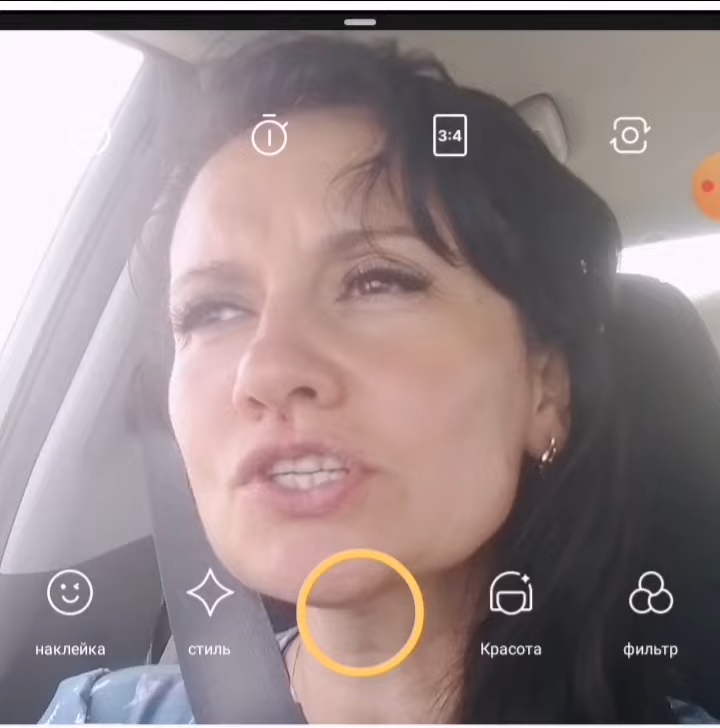 3:4
наклейка
стиль
Красота
фильтр